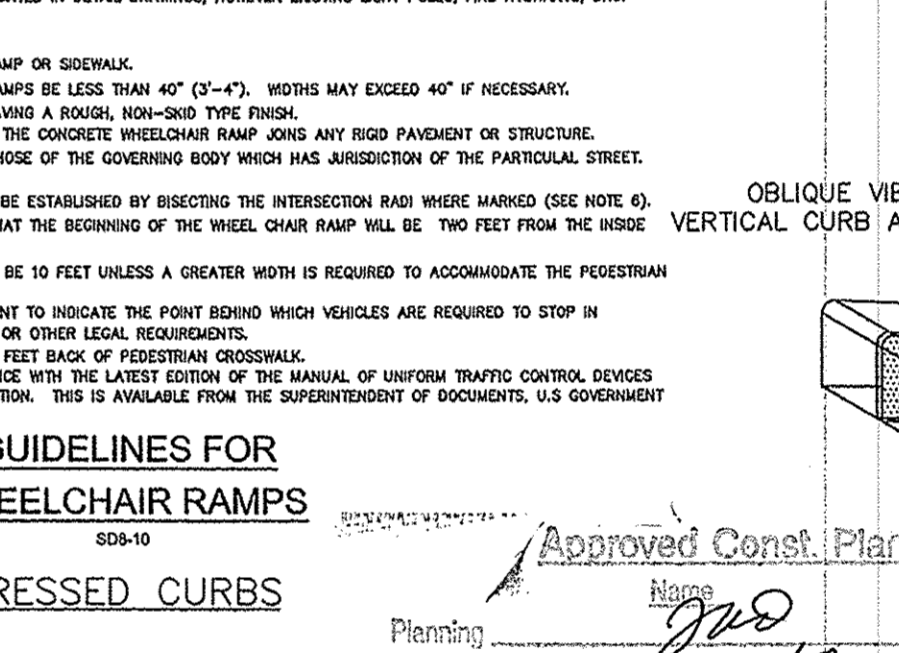 AMP OR SIDEWALK.
AMPS BE LESS THAN 40" (3'-4"). WIDTHS MAY EXCEED 40" IF NECESSARY.
AVING A ROUGH, NON-SKID TYPE FINISH.
THE CONCRETE WHEELCHAIR RAMP JOINS ANY RIGID PAVEMENT OR STRUCTURE.
HOSE OF THE GOVERNING BODY WHICH HAS JURISDICTION OF THE PARTICULAL STREET.
BE ESTABLISHED BY BISECTING THE INTERSECTION RADI WHERE MARKED (SEE NOTE 6).
HAT THE BEGINNING OF THE WHEEL CHAIR RAMP WILL BE TWO FEET FROM THE INSIDE
BE 10 FEET UNLESS A GREATER WIDTH IS REQUIRED TO ACCOMMODATE THE PEDESTRIAN
NT TO INDICATE THE POINT BEHIND WHICH VEHICLES ARE REQUIRED TO STOP IN
OR OTHER LEGAL REQUIREMENTS.
FEET BACK OF PEDESTRIAN CROSSWALK.
ICE WITH THE LATEST EDITION OF THE MANUAL OF UNIFORM TRAFFIC CONTROL DEVICES
TION. THIS IS AVAILABLE FROM THE SUPERINTENDENT OF DOCUMENTS, U.S GOVERNMENT
OBLIQUE VIE
VERTICAL CURB A
GUIDELINES FOR
EELCHAIR RAMPS
SD8-10
RESSED CURBS
Approved Const. Plan
Name
Planning